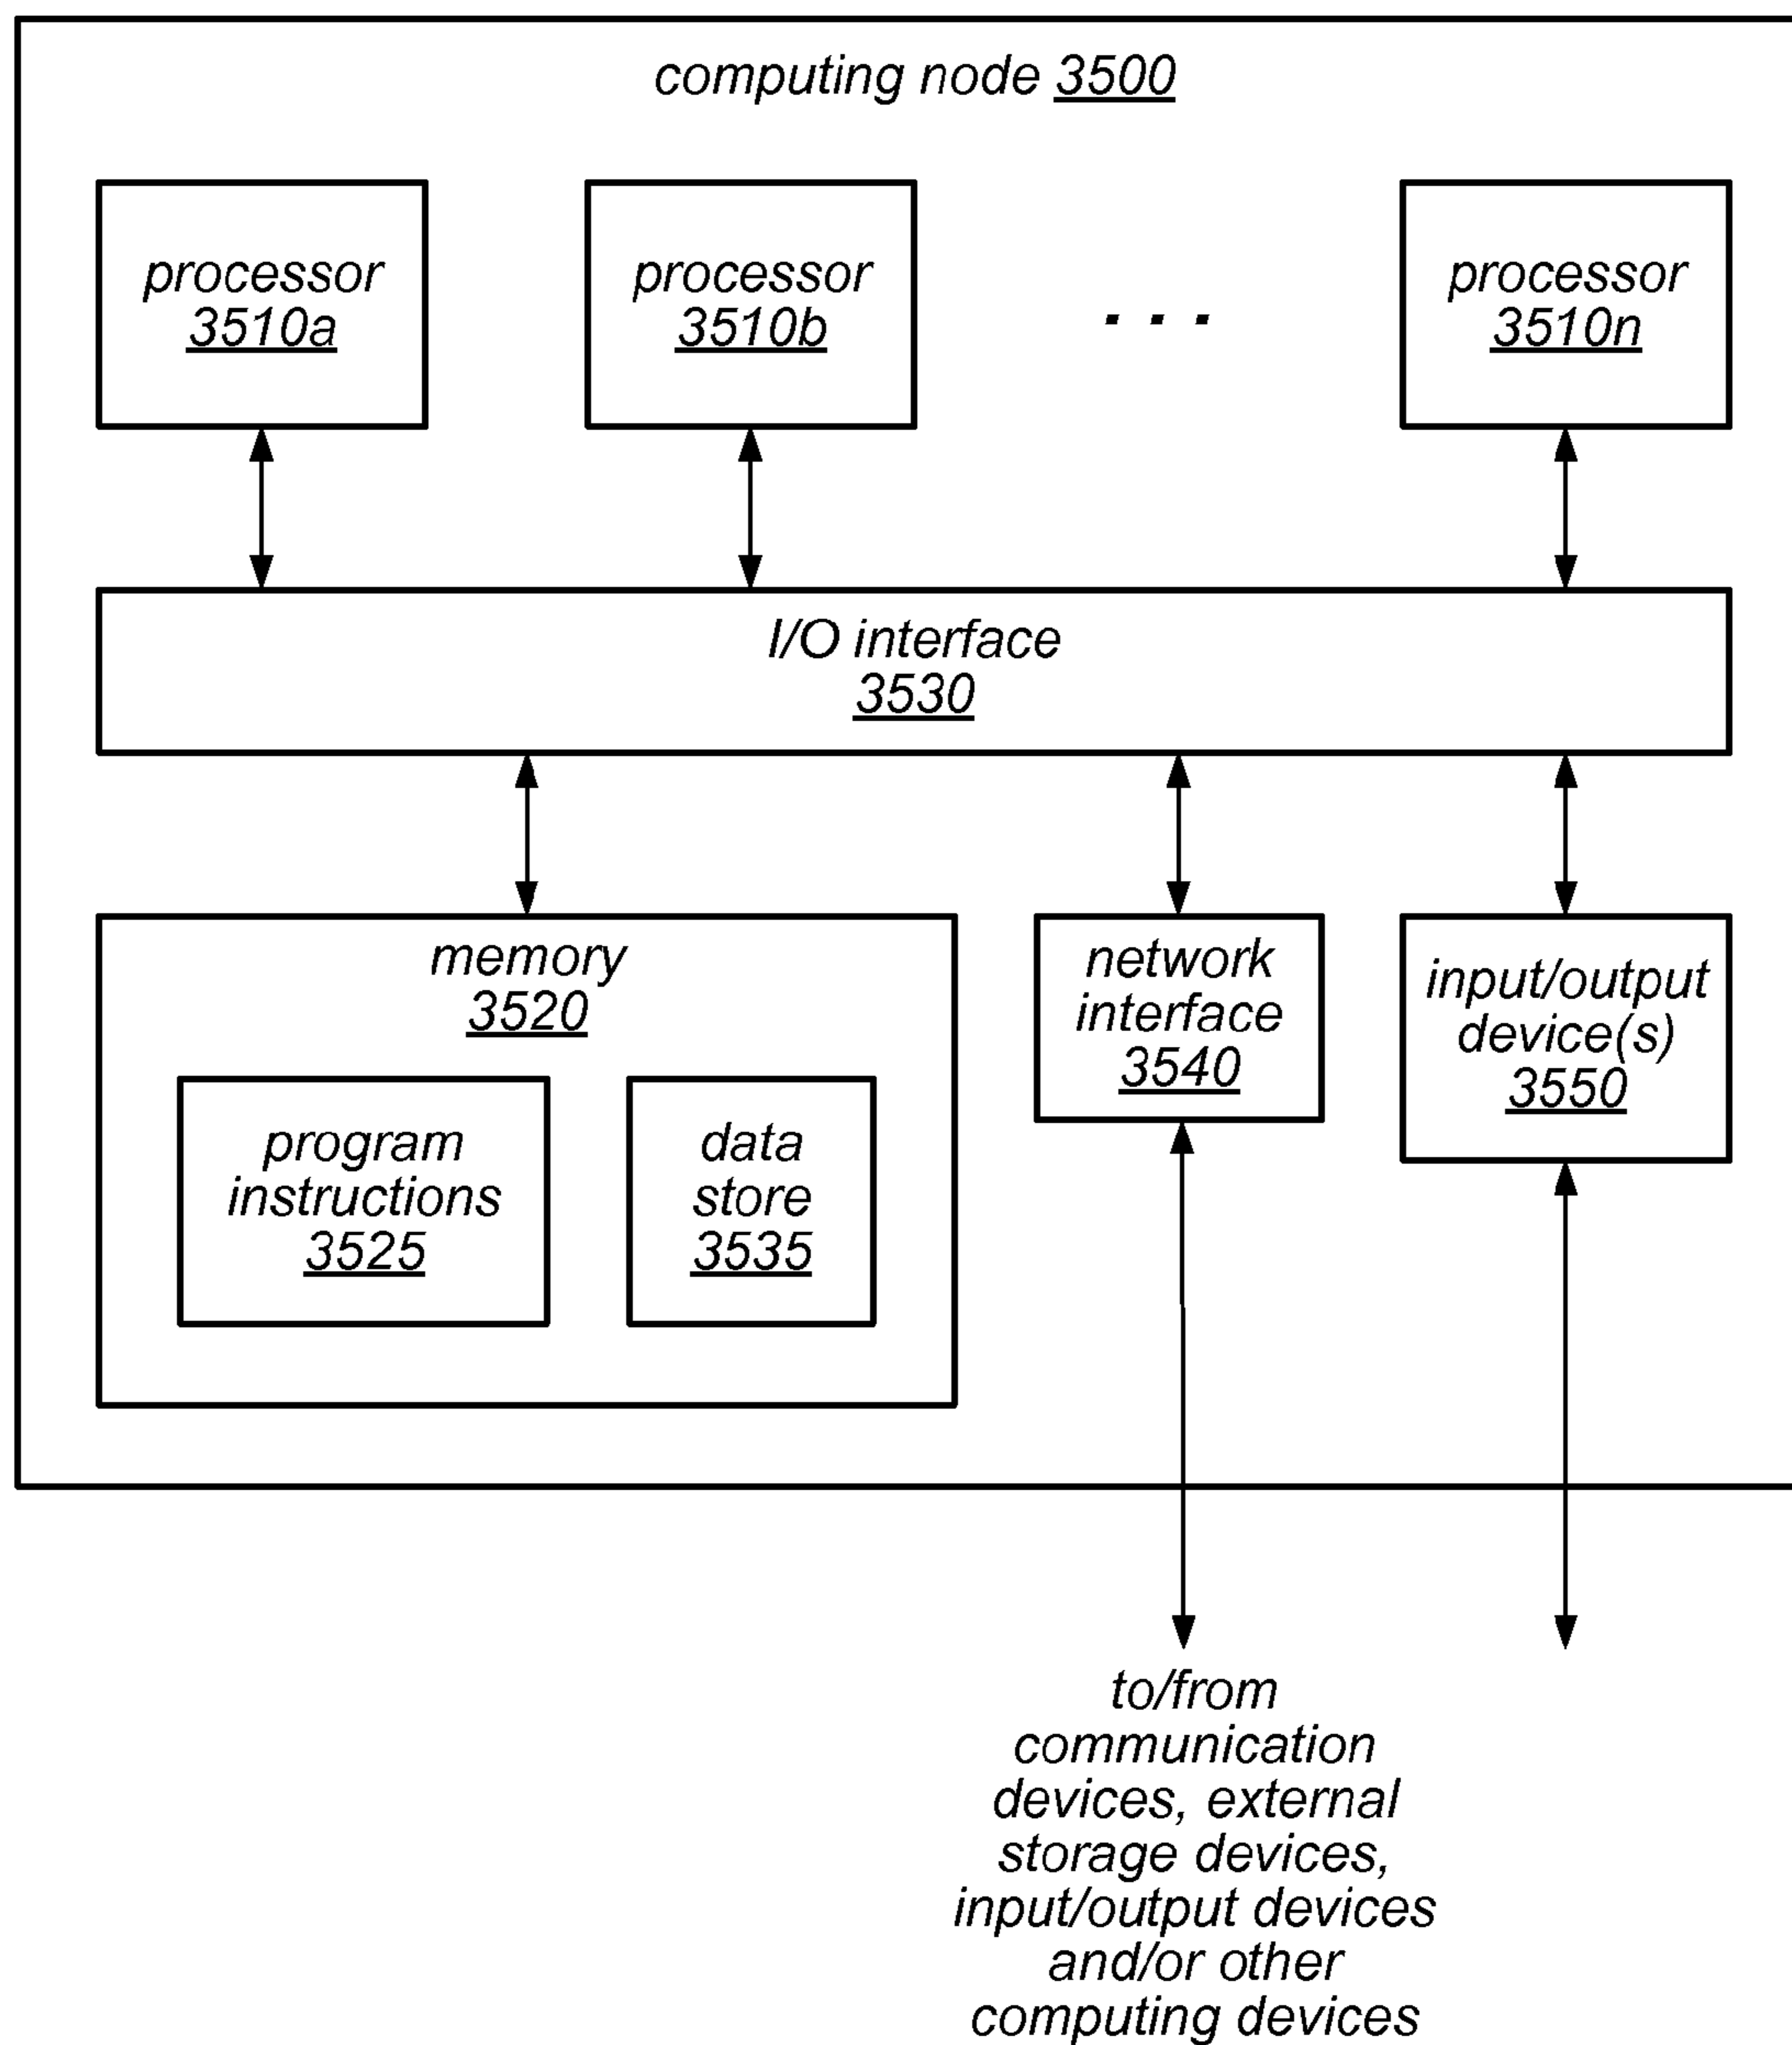 computing node 3500
processor
3510a
processor
3510b
. . .
processor
3510n
I/O interface
3530
memory
3520
program
instructions
3525
data
store
3535
network
interface
3540
input/output
device(s)
3550
to/from
communication
devices, external
storage devices,
input/output devices
and/or other
computing devices